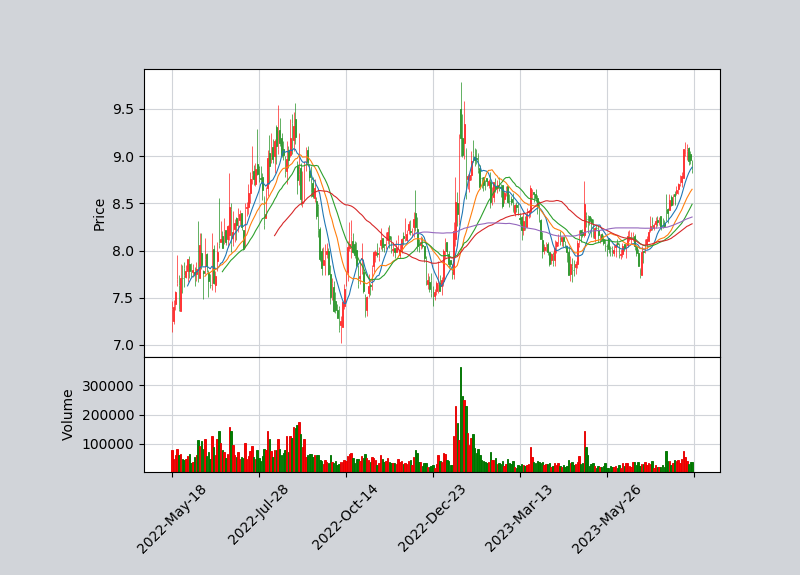 Price
9.5
9.0
8.5
8.0
7.5
7.0
Volume
300000
200000
100000
2022-May-18
2022-Jul-28
2022-Oct-14
2022-Dec-23
2023-Mar-13
2023-May-26